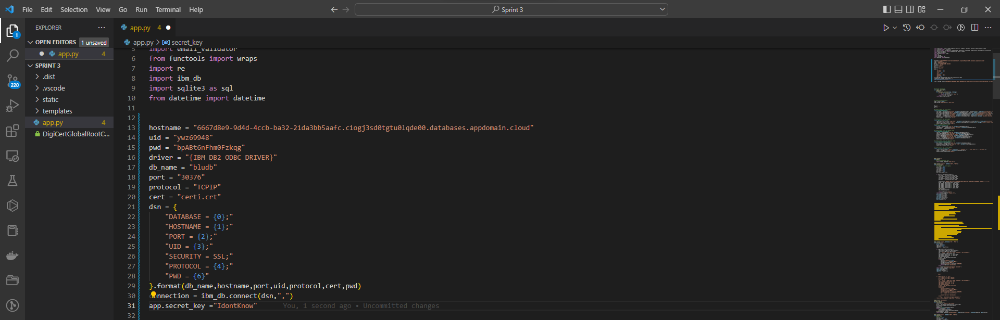 File Edit Selection View Go Run Terminal Help
Sprint 3
EXPLORER
OPEN EDITORS 1 unsaved
app.py 4
SPRINT 3
.dist
.vscode
static
templates
app.py 4
DigiCertGlobalRootC...
1
220
app.py 4
app.py > secret_key
5 import email_validator
6 from functools import wraps
7 import re
8 import ibm_db
9 import sqlite3 as sql
10 from datetime import datetime
11
12
13 hostname = "6667d8e9-9d4d-4ccb-ba32-21da3bb5aafc.c1ogj3sd0tgtu0lqde00.databases.appdomain.cloud"
14 uid = "ywz69948"
15 pwd = "bpABt6nFhm0Fzkqg"
16 driver = "{IBM DB2 ODBC DRIVER}"
17 db_name = "bludb"
18 port = "30376"
19 protocol = "TCPIP"
20 cert = "certi.crt"
21 dsn = {
22 "DATABASE = {0};"
23 "HOSTNAME = {1};"
24 "PORT = {2};"
25 "UID = {3};"
26 "SECURITY = SSL;"
27 "PROTOCOL = {4};"
28 "PWD = {6}"
29 }.format(db_name,hostname,port,uid,protocol,cert,pwd)
30 connection = ibm_db.connect(dsn,",")
31 app.secret_key ="IdontKnow" You, 1 second ago • Uncommitted changes
32